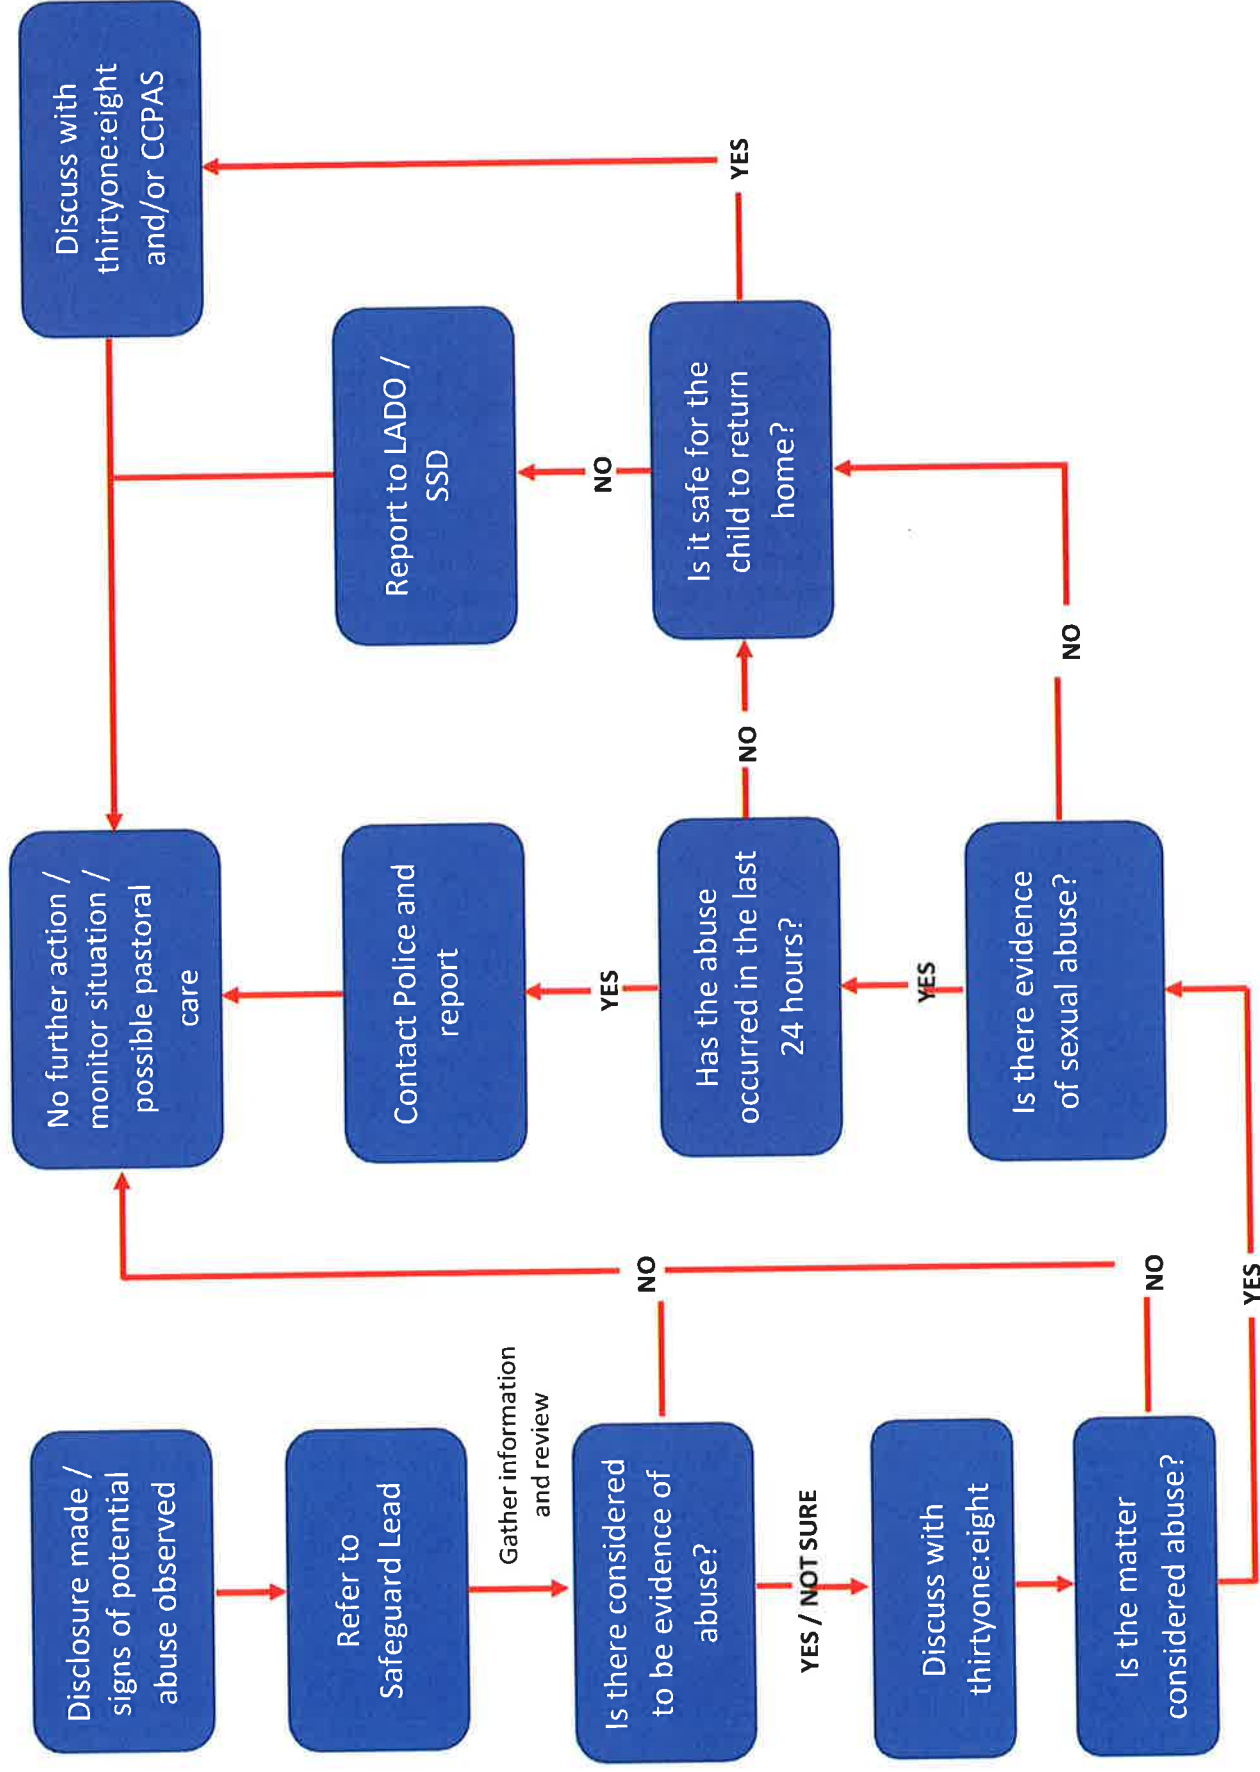 Disclosure made /
signs of potential
abuse observed
Refer to
Safeguard Lead
Gather information
and review
Is there considered
to be evidence of
abuse?
NO
YES / NOT SURE
Discuss with
thirtyone:eight
Is the matter
considered abuse?
NO
YES
No further action /
monitor situation /
possible pastoral
care
Contact Police and
report
YES
Has the abuse
occurred in the last
24 hours?
NO
YES
Is there evidence
of sexual abuse?
NO
Discuss with
thirtyone:eight
and/or CCPAS
Report to LADO /
SSD
NO
Is it safe for the
child to return
home?
YES